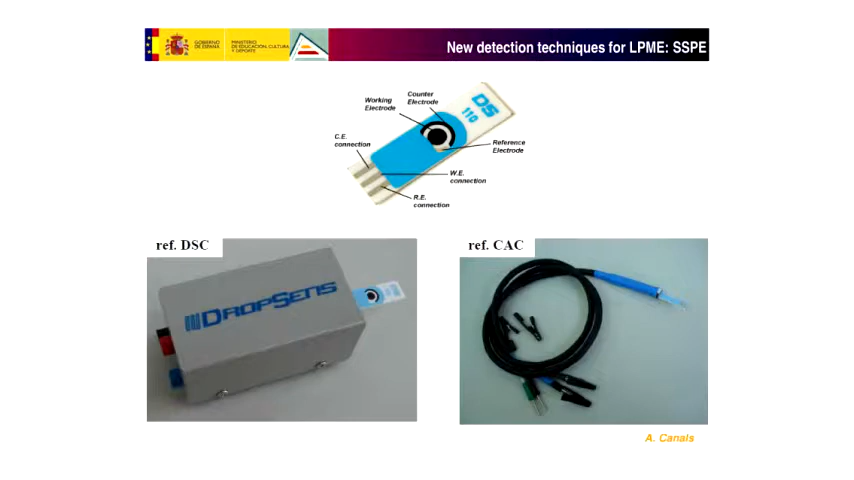 GOBIERNO
DE ESPAÑA
MINISTERIO
DE EDUCACIÓN, CULTURA
Y DEPORTE
New detection techniques for LPME: SSPE
Working
Electrode
Counter
Electrode
DS
110
C.E.
connection
Reference
Electrode
W.E.
connection
R.E.
connection
ref. DSC
ref. CAC
DROPSENS
A. Canals